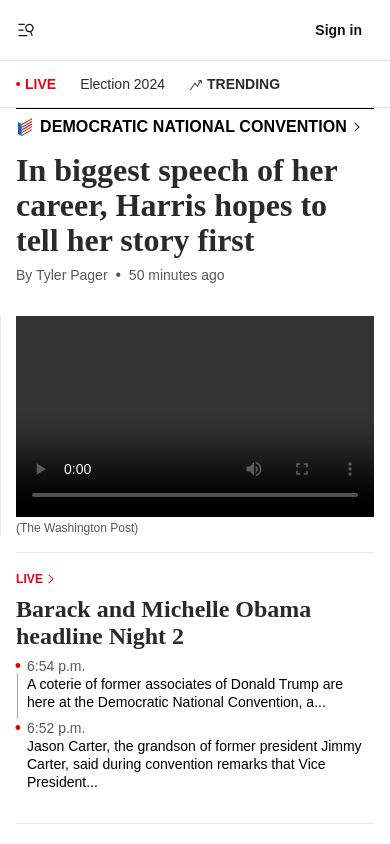 Sign in
LIVE
Election 2024
TRENDING
DEMOCRATIC NATIONAL CONVENTION
In biggest speech of her
career, Harris hopes to
tell her story first
By Tyler Pager • 50 minutes ago
0:00
(The Washington Post)
LIVE
Barack and Michelle Obama
headline Night 2
6:54 p.m.
A coterie of former associates of Donald Trump are
here at the Democratic National Convention, a...
6:52 p.m.
Jason Carter, the grandson of former president Jimmy
Carter, said during convention remarks that Vice
President...